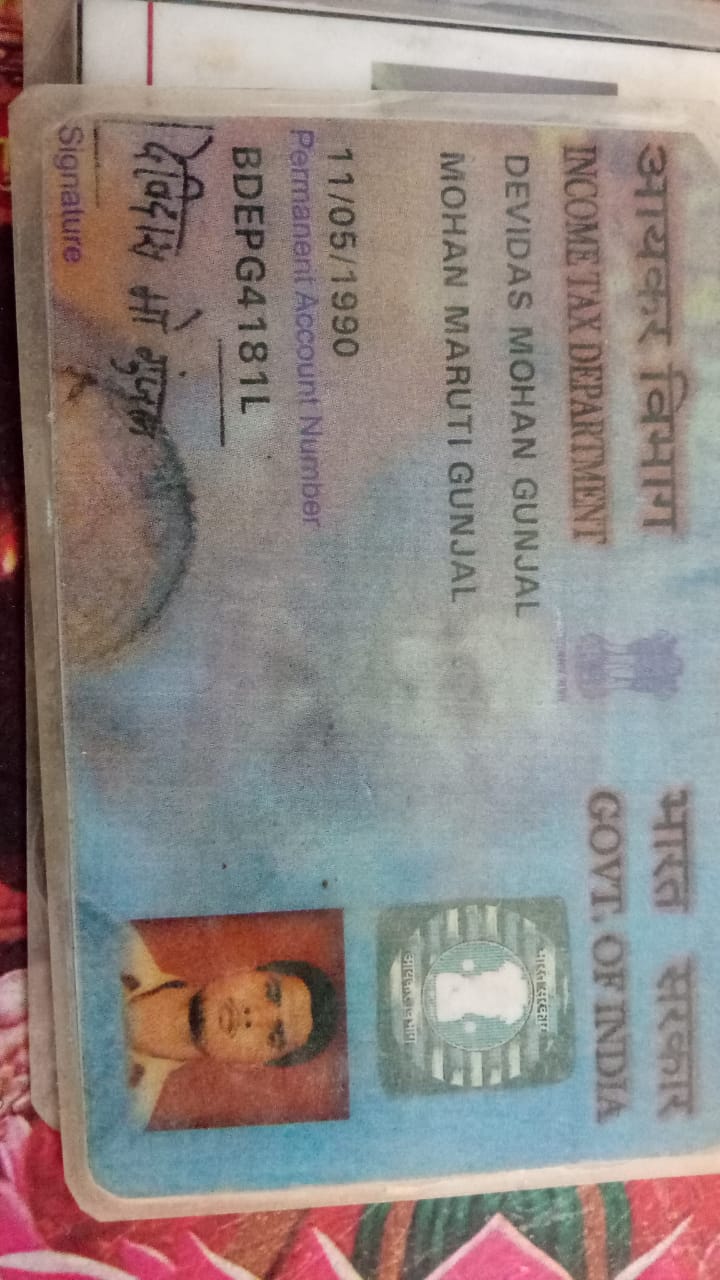 आयकर विभाग
INCOME TAX DEPARTMENT
भारत सरकार
GOVT. OF INDIA
DEVIDAS MOHAN GUNJAL
MOHAN MARUTI GUNJAL
11/05/1990
Permanent Account Number
BDEPG4181L
देविदास मो गुंजाळ
Signature